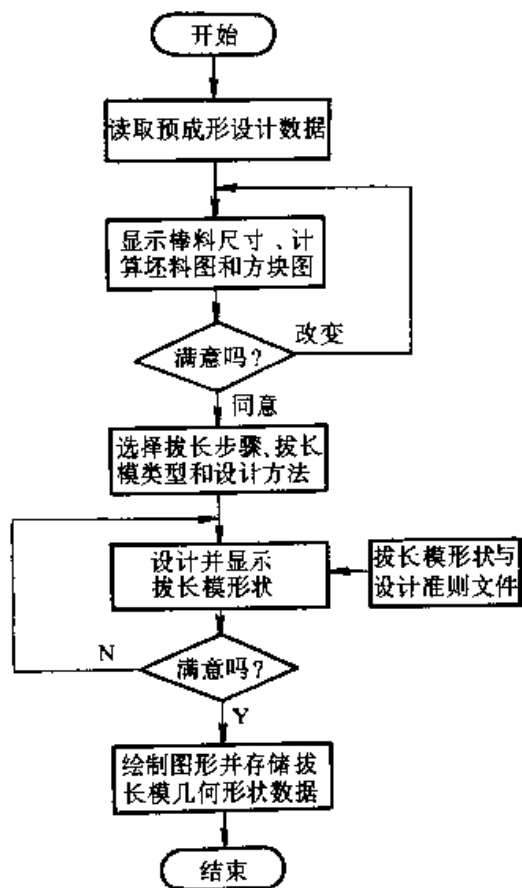 开始
读取预成形设计数据
显示棒料尺寸、计
算坯料图和方块图
满意吗?
改变
同意
选择拔长步骤、拔长
模类型和设计方法
设计并显示
拔长模形状
拔长模形状与
设计准则文件
满意吗?
N
Y
绘制图形并存储拔
长模几何形状数据
结束